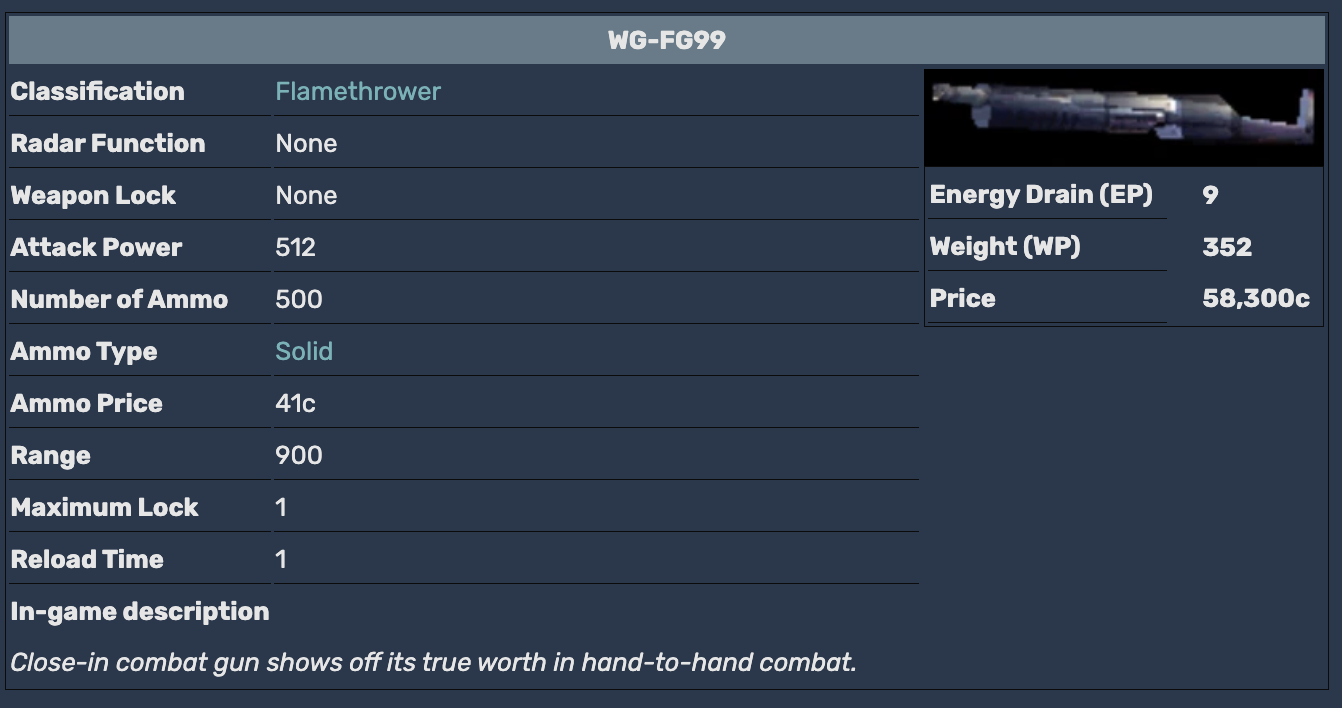 WG-FG99
Classification Flamethrower
Radar Function None
Weapon Lock None
Attack Power 512
Number of Ammo 500
Ammo Type Solid
Ammo Price 41c
Range 900
Maximum Lock 1
Reload Time 1
In-game description
Close-in combat gun shows off its true worth in hand-to-hand combat.
Energy Drain (EP) 9
Weight (WP) 352
Price 58,300c